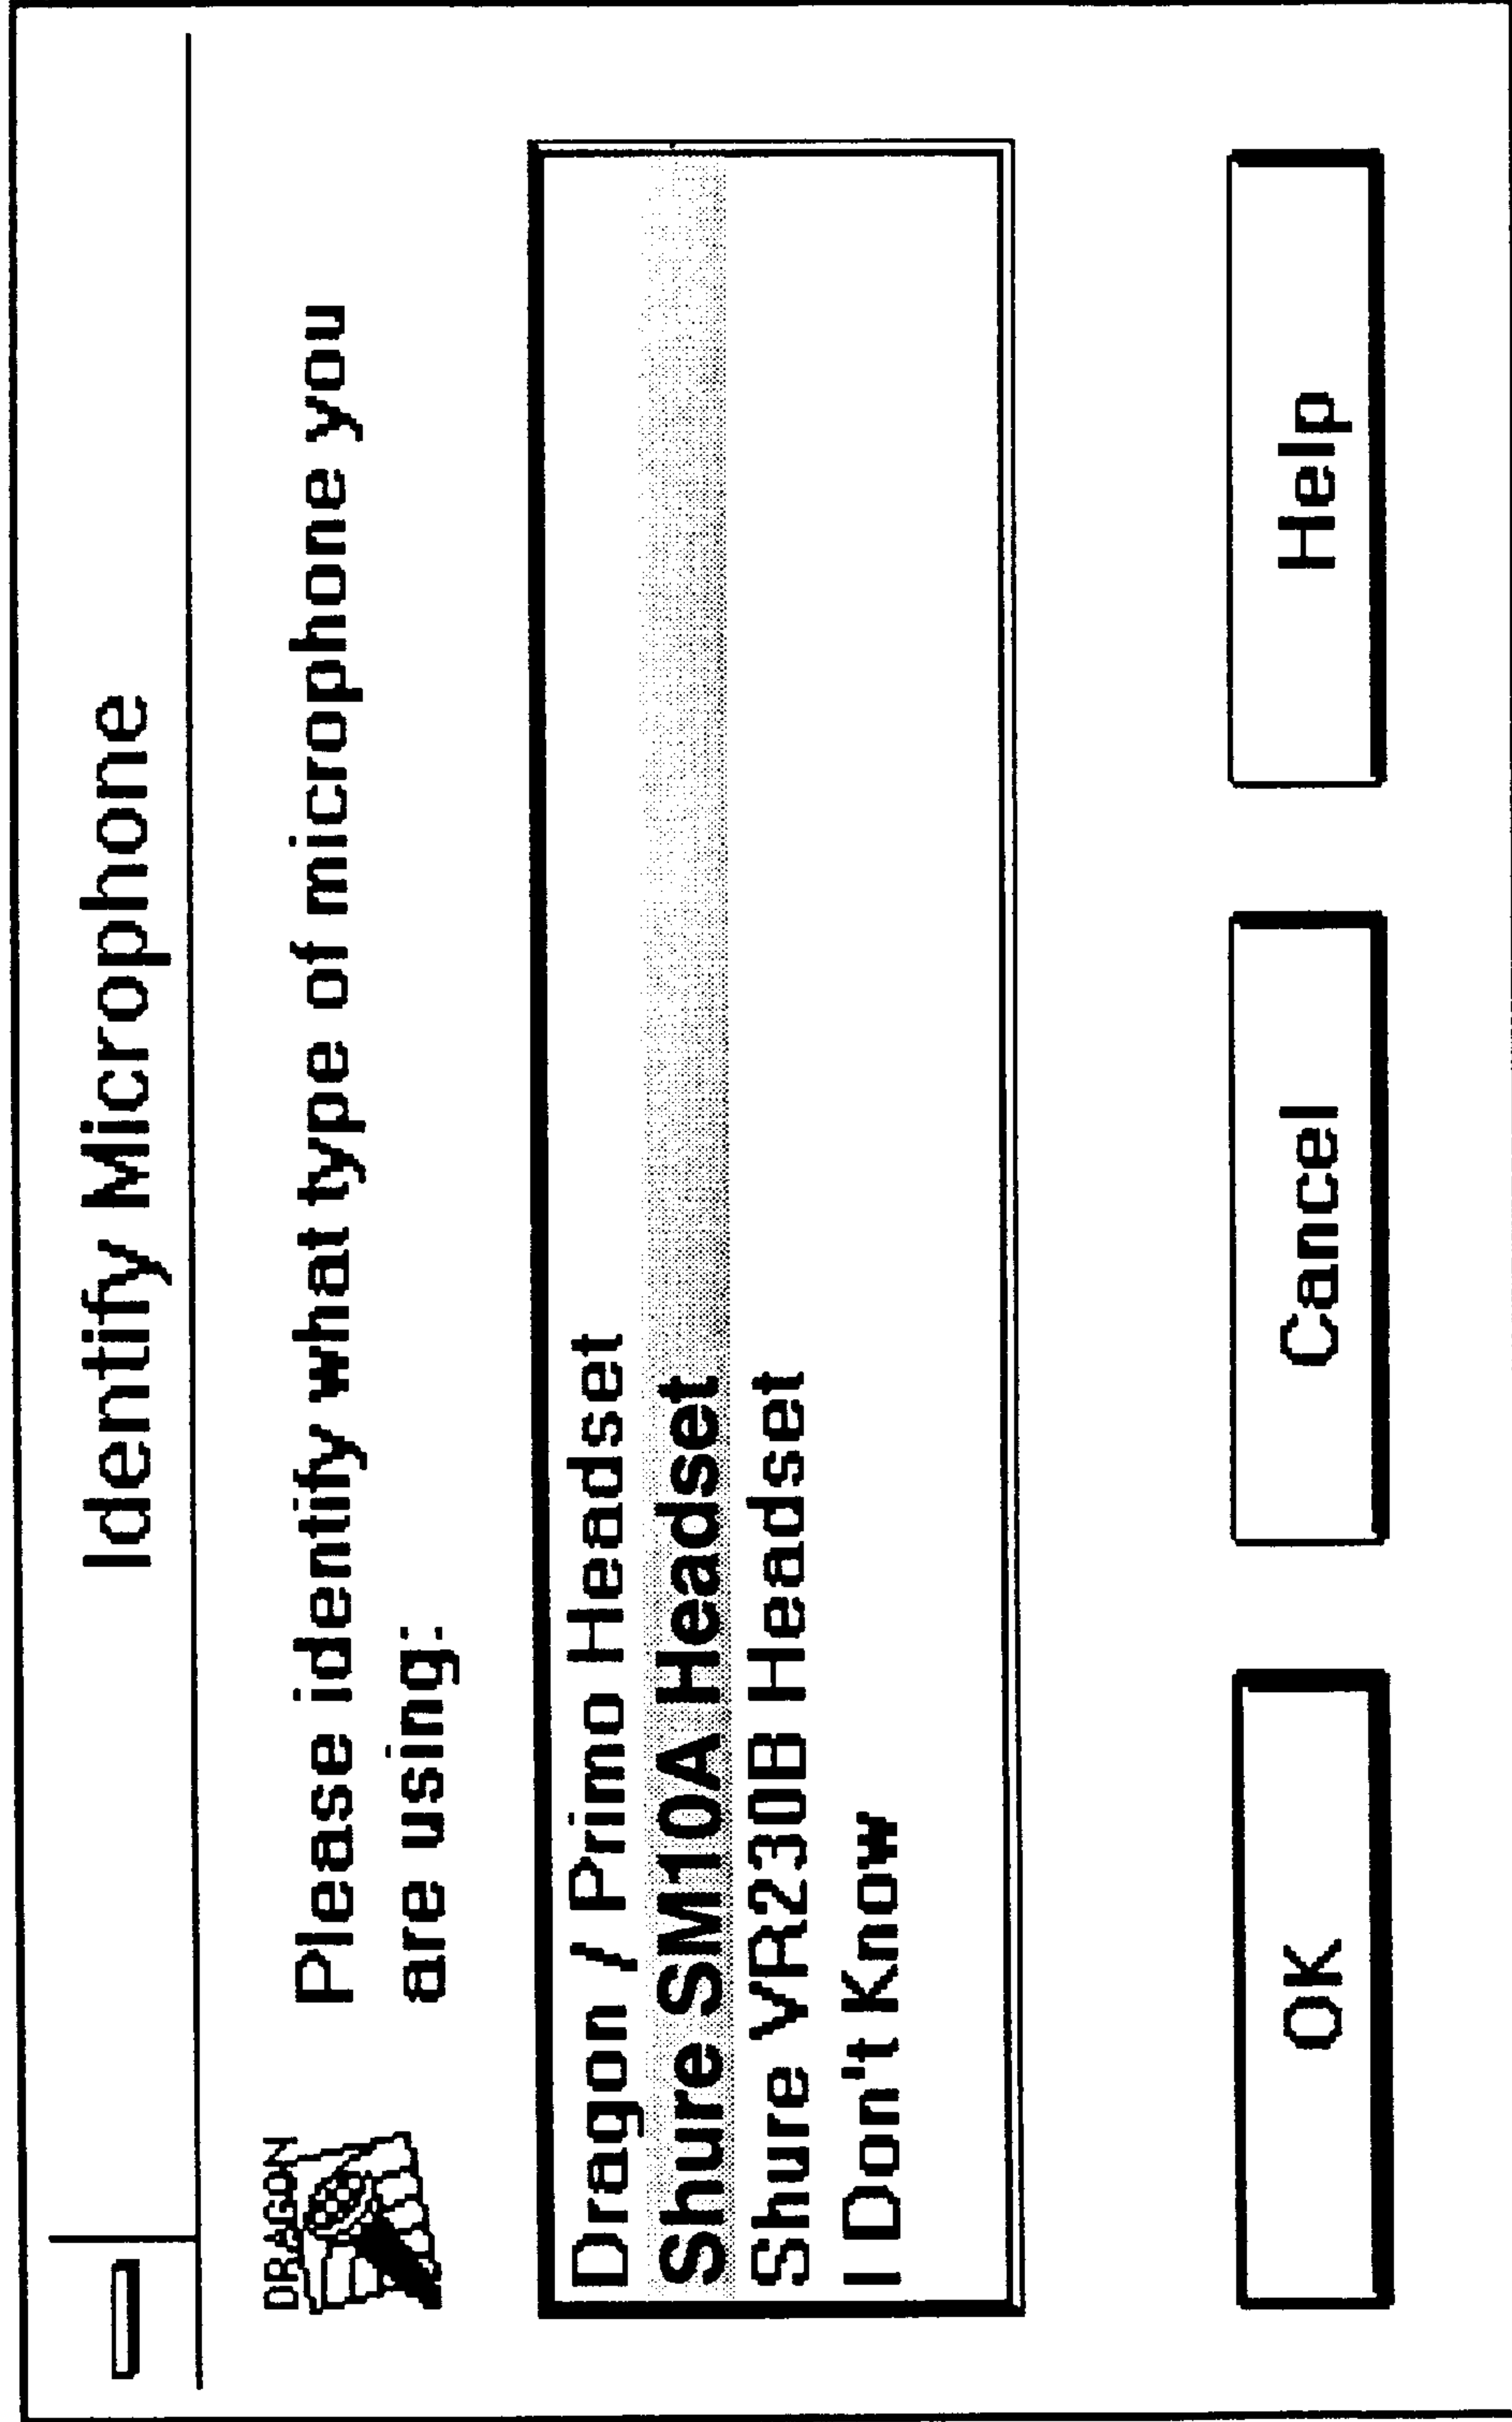 Identify Microphone
DRAGON
Please identify what type of microphone you
are using:
Dragon / Primo Headset
Shure SM10A Headset
Shure VR230B Headset
I Don't Know
OK
Cancel
Help